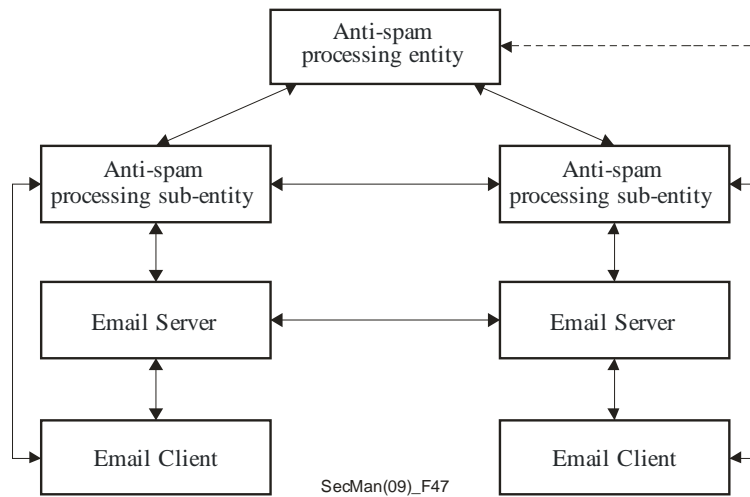 Anti-spam
processing entity
Anti-spam
processing sub-entity
Anti-spam
processing sub-entity
Email Server
Email Server
Email Client
Email Client
SecMan(09)_F47